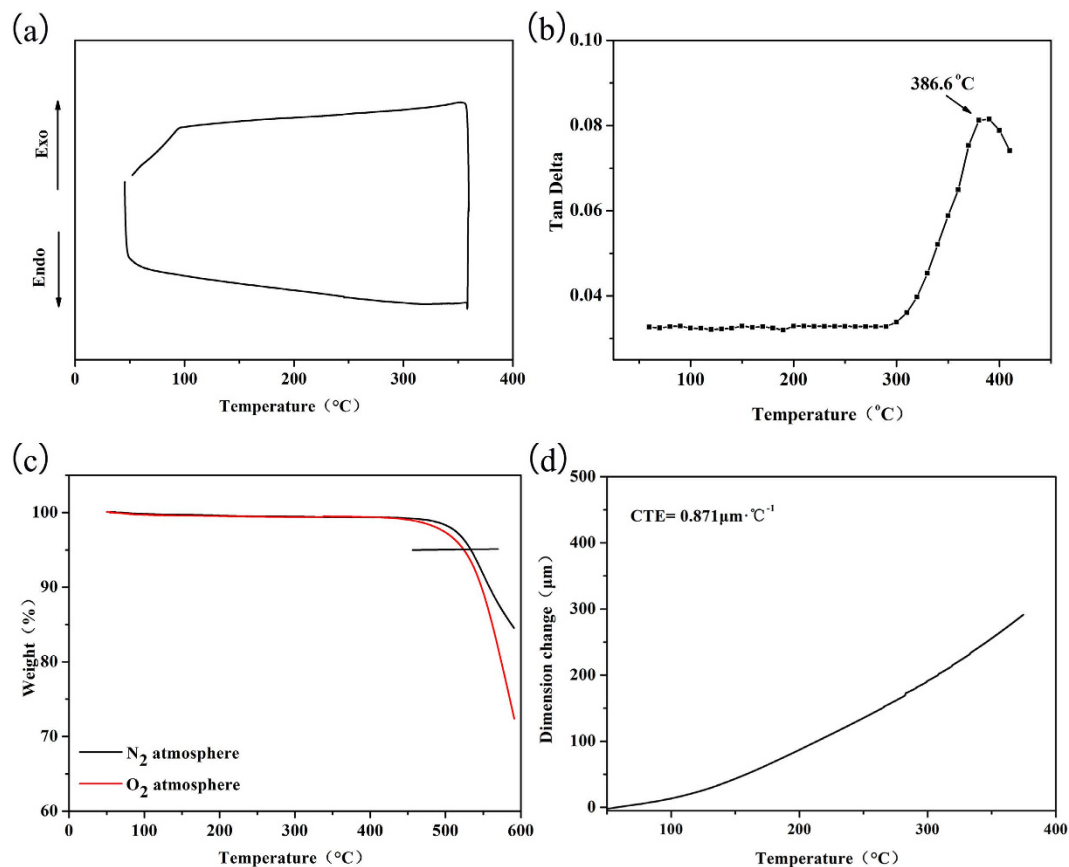 (a)
Exo
Endo
0
100
200
300
400
Temperature（°C）
(b)
0.10
0.08
0.06
0.04
Tan Delta
386.6°C
100
200
300
400
Temperature（°C）
(c)
100
90
80
70
60
Weight（%）
N2 atmosphere
O2 atmosphere
0
100
200
300
400
500
600
Temperature（°C）
(d)
500
400
300
200
100
0
Dimension change（μm）
CTE= 0.871μm·℃-1
100
200
300
400
Temperature（°C）